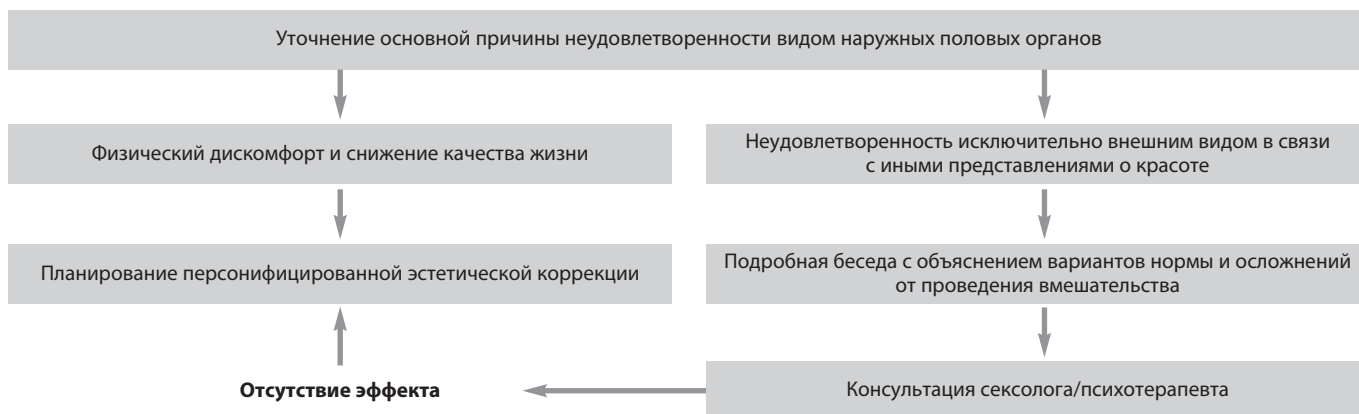 Уточнение основной причины неудовлетворенности видом наружных половых органов
Физический дискомфорт и снижение качества жизни
Неудовлетворенность исключительно внешним видом в связи
с иными представлениями о красоте
Планирование персонифицированной эстетической коррекции
Подробная беседа с объяснением вариантов нормы и осложнений
от проведения вмешательства
Отсутствие эффекта
Консультация сексолога/психотерапевта